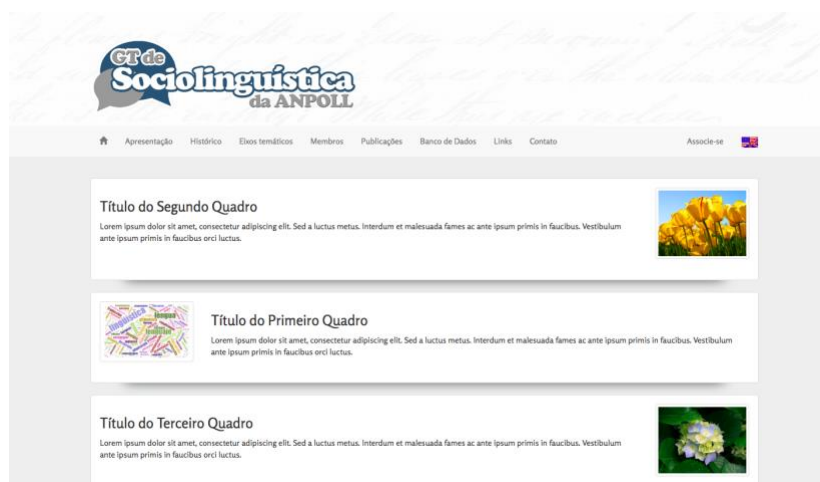 GT de
Sociolinguística
da ANPOLL
Apresentação Histórico Eixos temáticos Membros Publicações Banco de Dados Links Contato Associe-se
Título do Segundo Quadro
Lorem ipsum dolor sit amet, consectetur adipiscing elit. Sed a luctus metus. Interdum et malesuada fames ac ante ipsum primis in faucibus. Vestibulum
ante ipsum primis in faucibus orci luctus.
linguística
Título do Primeiro Quadro
Lorem ipsum dolor sit amet, consectetur adipiscing elit. Sed a luctus metus. Interdum et malesuada fames ac ante ipsum primis in faucibus. Vestibulum
ante ipsum primis in faucibus orci luctus.
Título do Terceiro Quadro
Lorem ipsum dolor sit amet, consectetur adipiscing elit. Sed a luctus metus. Interdum et malesuada fames ac ante ipsum primis in faucibus. Vestibulum
ante ipsum primis in faucibus orci luctus.